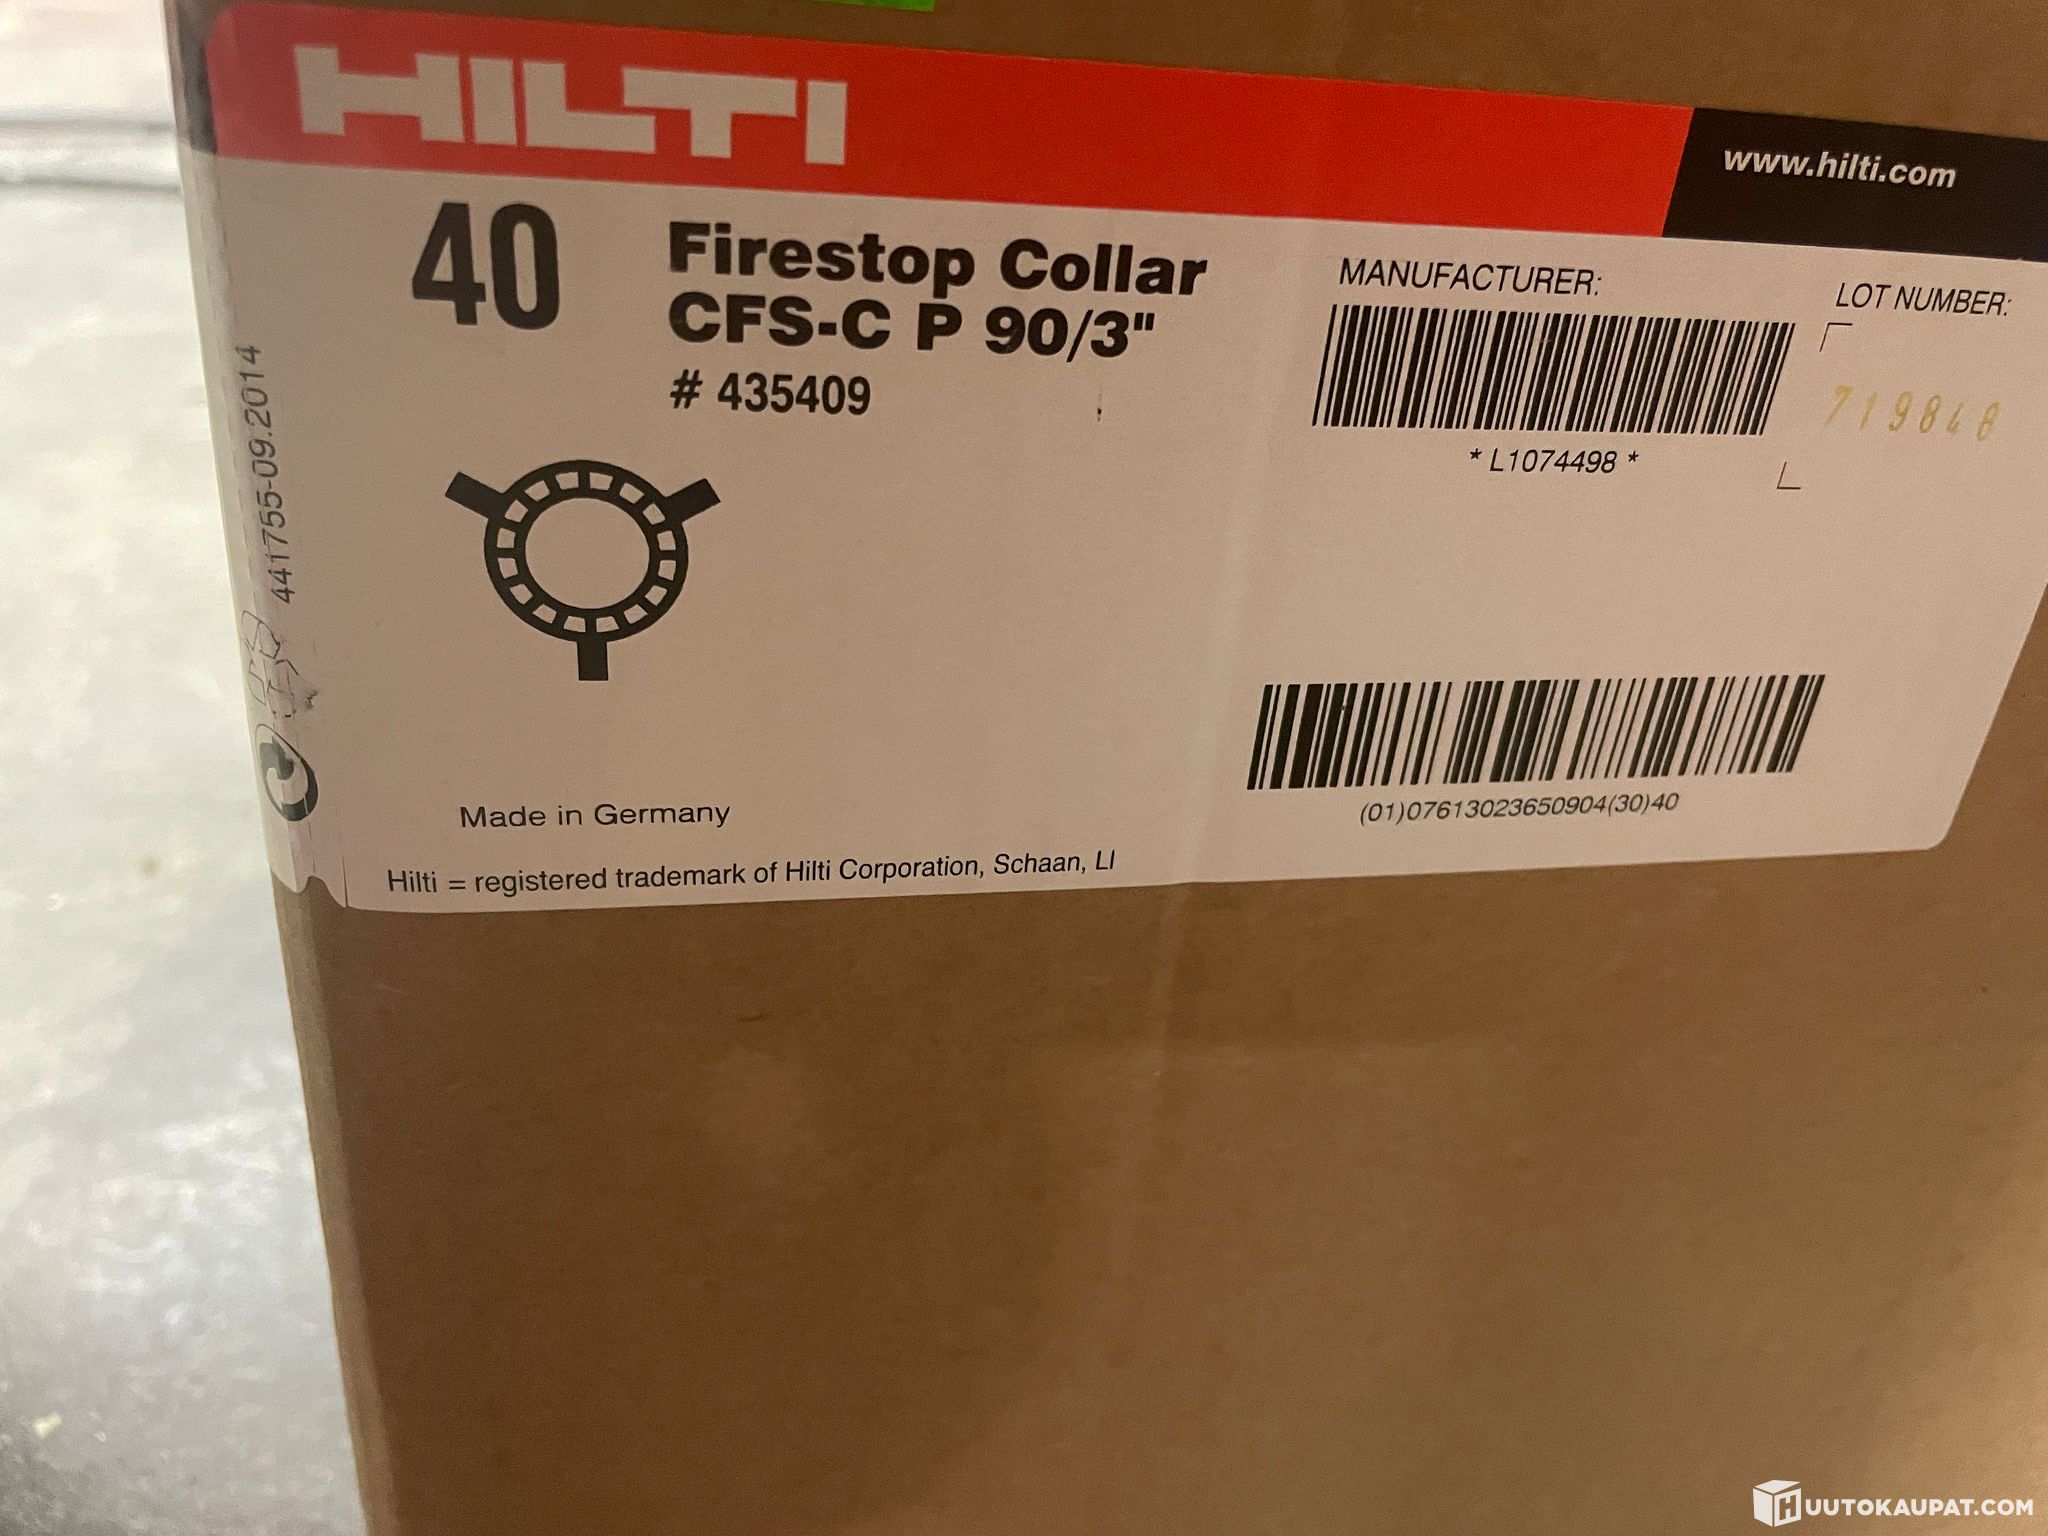 HILTI
www.hilti.com
40
Firestop Collar
CFS-C P 90/3"
# 435409
MANUFACTURER:
* L1074498 *
LOT NUMBER:
719848
441755-09.2014
(01)07613023650904(30)40
Made in Germany
Hilti = registered trademark of Hilti Corporation, Schaan, LI
HUUTOKAUPAT.COM